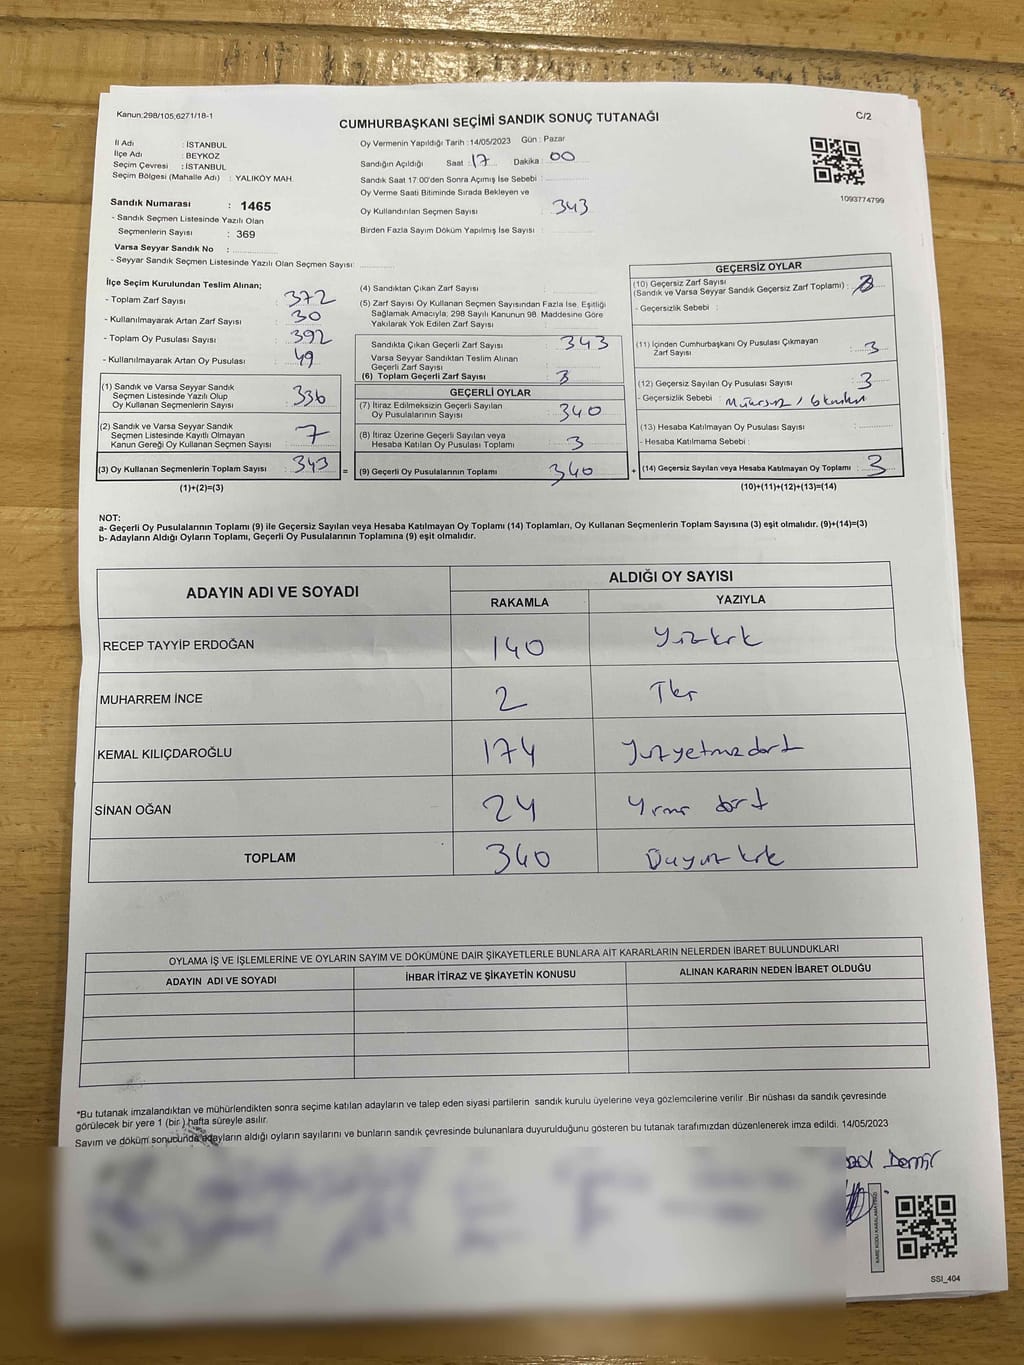 Kanun;298/105;6271/18-1
CUMHURBAŞKANI SEÇİMİ SANDIK SONUÇ TUTANAĞI
C/2
İl Adı : İSTANBUL
İlçe Adı : BEYKOZ
Seçim Çevresi : İSTANBUL
Seçim Bölgesi (Mahalle Adı) : YALIKÖY MAH.
Sandık Numarası : 1465
- Sandık Seçmen Listesinde Yazılı Olan
Seçmenlerin Sayısı : 369
Varsa Seyyar Sandık No :
- Seyyar Sandık Seçmen Listesinde Yazılı Olan Seçmen Sayısı:
Oy Vermenin Yapıldığı Tarih :14/05/2023 Gün : Pazar
Sandığın Açıldığı Saat : 17 Dakika : 00
Sandık Saat 17:00'den Sonra Açımış İse Sebebi :
Oy Verme Saati Bitiminde Sırada Bekleyen ve
Oy Kullandırılan Seçmen Sayısı : 343
Birden Fazla Sayım Döküm Yapılmış İse Sayısı :
1093774799
İlçe Seçim Kurulundan Teslim Alınan;
- Toplam Zarf Sayısı : 372
- Kullanılmayarak Artan Zarf Sayısı : 30
- Toplam Oy Pusulası Sayısı : 392
- Kullanılmayarak Artan Oy Pusulası : 49
(1) Sandık ve Varsa Seyyar Sandık
Seçmen Listesinde Yazılı Olup
Oy Kullanan Seçmenlerin Sayısı : 336
(2) Sandık ve Varsa Seyyar Sandık
Seçmen Listesinde Kayıtlı Olmayan
Kanun Gereği Oy Kullanan Seçmen Sayısı : 7
(3) Oy Kullanan Seçmenlerin Toplam Sayısı : 343
(1)+(2)=(3)
(4) Sandıktan Çıkan Zarf Sayısı :
(5) Zarf Sayısı Oy Kullanan Seçmen Sayısından Fazla İse, Eşitliği
Sağlamak Amacıyla, 298 Sayılı Kanunun 98. Maddesine Göre
Yakılarak Yok Edilen Zarf Sayısı :
Sandıkta Çıkan Geçerli Zarf Sayısı : 343
Varsa Seyyar Sandıktan Teslim Alınan
Geçerli Zarf Sayısı :
(6) Toplam Geçerli Zarf Sayısı : 3
GEÇERLİ OYLAR
(7) İtiraz Edilmeksizin Geçerli Sayılan
Oy Pusulalarının Sayısı : 340
(8) İtiraz Üzerine Geçerli Sayılan veya
Hesaba Katılan Oy Pusulası Toplamı : 3
= (9) Geçerli Oy Pusulalarının Toplamı : 340
GEÇERSİZ OYLAR
(10) Geçersiz Zarf Sayısı
(Sandık ve Varsa Seyyar Sandık Geçersiz Zarf Toplamı) :
- Geçersizlik Sebebi :
(11) İçinden Cumhurbaşkanı Oy Pusulası Çıkmayan
Zarf Sayısı : 3
(12) Geçersiz Sayılan Oy Pusulası Sayısı : 3
- Geçersizlik Sebebi :
(13) Hesaba Katılmayan Oy Pusulası Sayısı :
- Hesaba Katılmama Sebebi :
+ (14) Geçersiz Sayılan veya Hesaba Katılmayan Oy Toplamı : 3
(10)+(11)+(12)+(13)=(14)
NOT:
a- Geçerli Oy Pusulalarının Toplamı (9) ile Geçersiz Sayılan veya Hesaba Katılmayan Oy Toplamı (14) Toplamları, Oy Kullanan Seçmenlerin Toplam Sayısına (3) eşit olmalıdır. (9)+(14)=(3)
b- Adayların Aldığı Oyların Toplamı, Geçerli Oy Pusulalarının Toplamına (9) eşit olmalıdır.
ADAYIN ADI VE SOYADI
ALDIĞI OY SAYISI
RAKAMLA YAZIYLA
RECEP TAYYİP ERDOĞAN 140 Yüzkırk
MUHARREM İNCE 2 İki
KEMAL KILIÇDAROĞLU 174 Yüzyetmişdört
SİNAN OĞAN 24 Yirmi dört
TOPLAM 340 Üçyüz kırk
OYLAMA İŞ VE İŞLEMLERİNE VE OYLARIN SAYIM VE DÖKÜMÜNE DAİR ŞİKAYETLERLE BUNLARA AİT KARARLARIN NELERDEN İBARET BULUNDUKLARI
ADAYIN ADI VE SOYADI İHBAR İTİRAZ VE ŞİKAYETİN KONUSU ALINAN KARARIN NEDEN İBARET OLDUĞU
*Bu tutanak imzalandıktan ve mühürlendikten sonra seçime katılan adayların ve talep eden siyasi partilerin sandık kurulu üyelerine veya gözlemcilerine verilir .Bir nüshası da sandık çevresinde
görülecek bir yere 1 (bir ) hafta süreyle asılır.
Sayım ve döküm sonucunda adayların aldığı oyların sayılarını ve bunların sandık çevresinde bulunanlara duyurulduğunu gösteren bu tutanak tarafımızdan düzenlenerek imza edildi. 14/05/2023
Demir
SSI_404